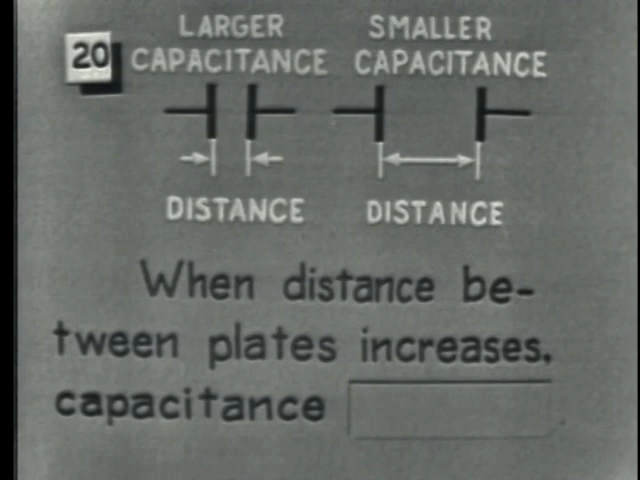 20
LARGER CAPACITANCE
SMALLER CAPACITANCE
DISTANCE
DISTANCE
When distance be-
tween plates increases,
capacitance